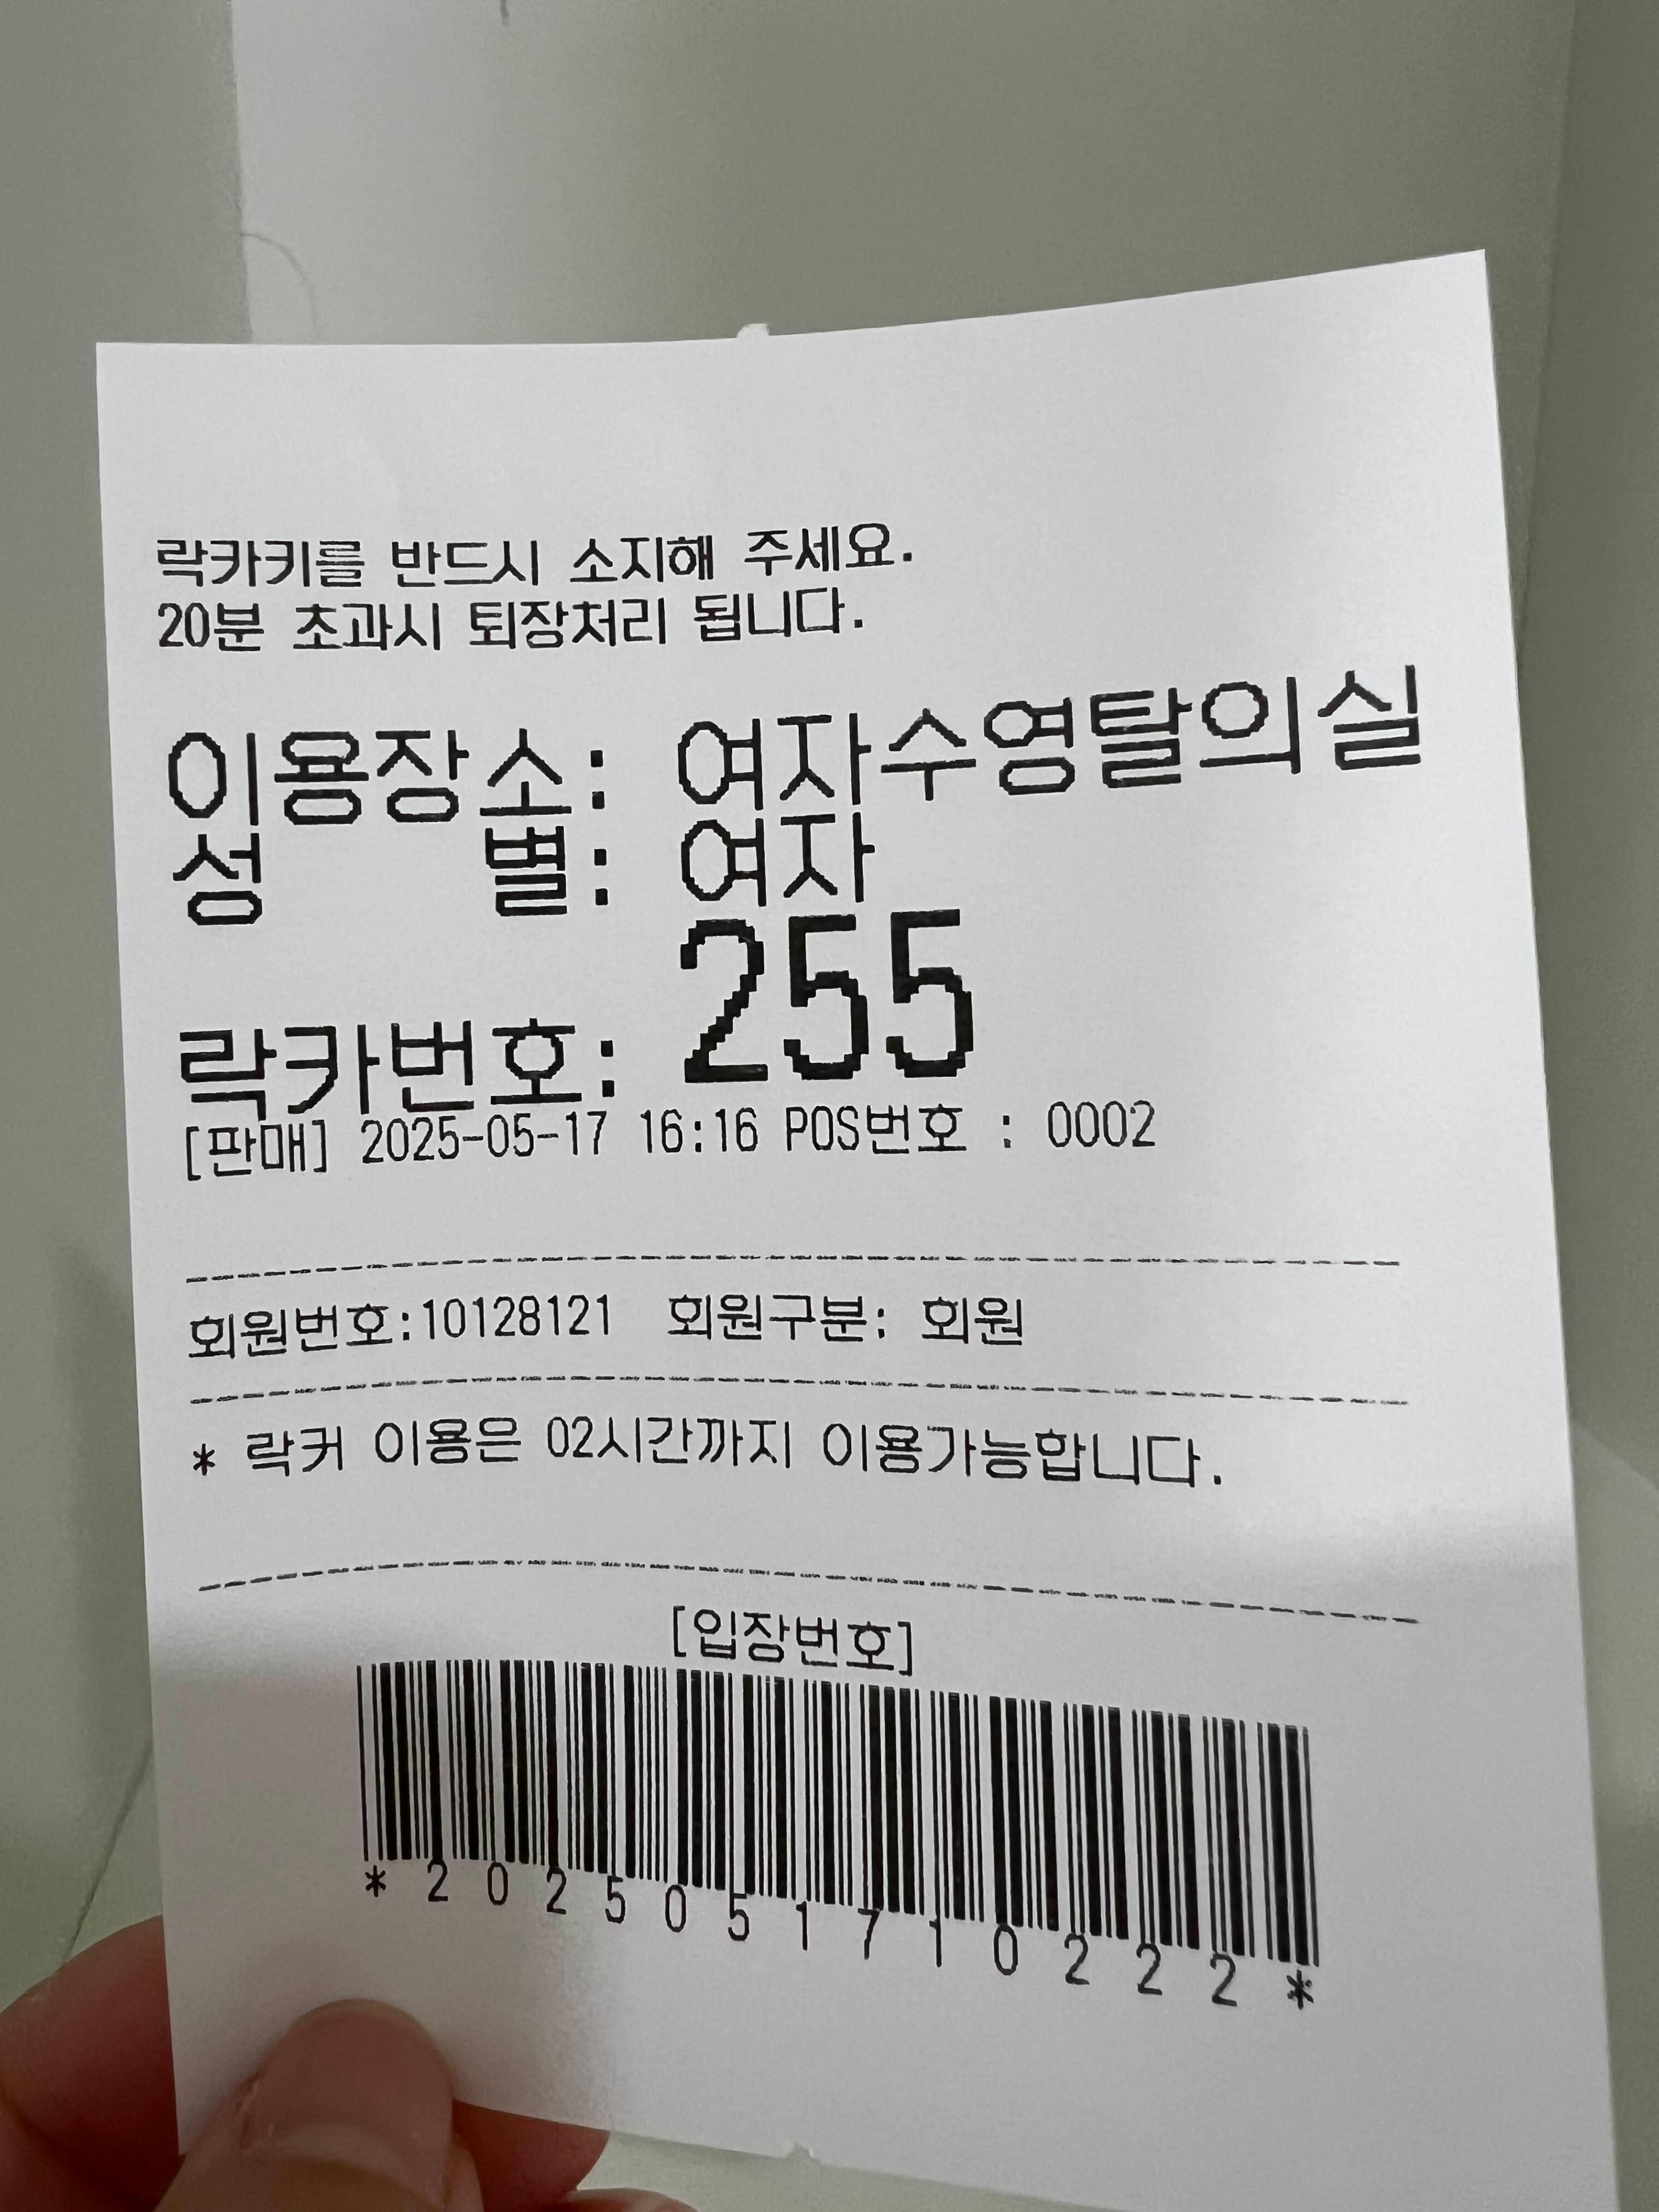 락카키를 반드시 소지해 주세요.
20분 초과시 퇴장처리 됩니다.
이용장소: 여자수영탈의실
성 별: 여자
락카번호: 255
[판매] 2025-05-17 16:16 POS번호 : 0002
회원번호:10128121 회원구분: 회원
* 락커 이용은 02시간까지 이용가능합니다.
[입장번호]
*2025051710222*